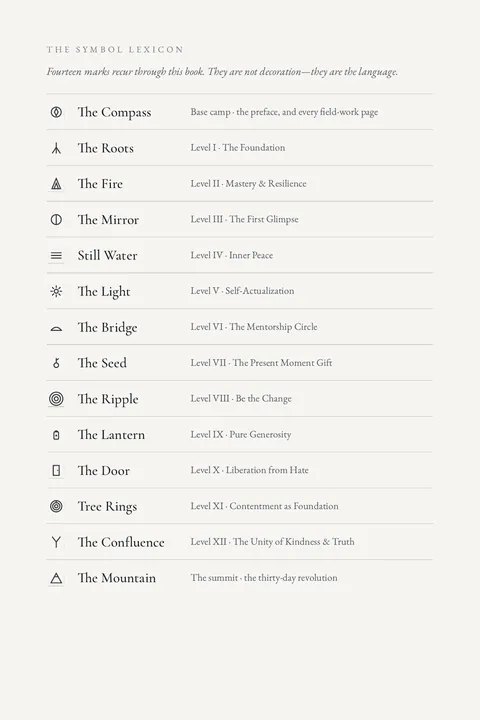 THE SYMBOL LEXICON
Fourteen marks recur through this book. They are not decoration—they are the language.
The Compass Base camp · the preface, and every field-work page
The Roots Level I · The Foundation
The Fire Level II · Mastery & Resilience
The Mirror Level III · The First Glimpse
Still Water Level IV · Inner Peace
The Light Level V · Self-Actualization
The Bridge Level VI · The Mentorship Circle
The Seed Level VII · The Present Moment Gift
The Ripple Level VIII · Be the Change
The Lantern Level IX · Pure Generosity
The Door Level X · Liberation from Hate
Tree Rings Level XI · Contentment as Foundation
The Confluence Level XII · The Unity of Kindness & Truth
The Mountain The summit · the thirty-day revolution